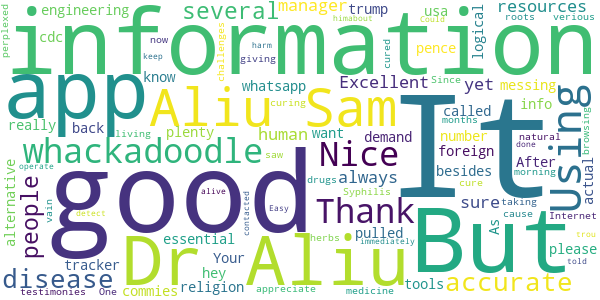 perplexed
engineering
several
manager
trump
usa
resources
roots
verious
information
cdc
now
harm
giving
challenges
pence
could
himabout
cured
logical
operate
keep
app
Aliu Sam
know
whatsapp
curing
Excellent
yet
messing
It
Using
really
back
living
plenty
human
want
called
number
info
Since
months
natural
done
browsing
whackadoodle
saw
demand
foreign
After
morning
actual
alternative
vain
people
good
Nice
besides
always
drugs
Syphilis
sure
taking
cure
cause
Internet
operate
alive
contacted
Thank
pulled
As
please
told
essential
Easy
herbs
immediately
But
tracker
hey
Your
detect
Dr Aliu
tools
trou
disease
commies
religion
appreciate
medicine
accurate
testimonies
One